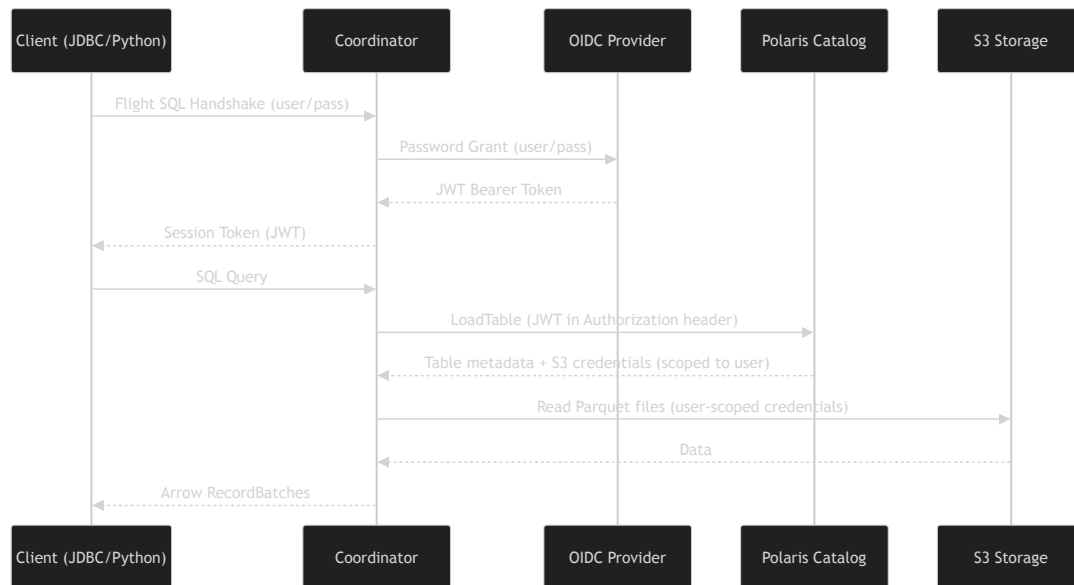 Client (JDBC/Python)
Coordinator
OIDC Provider
Polaris Catalog
S3 Storage
Flight SQL Handshake (user/pass)
Password Grant (user/pass)
JWT Bearer Token
Session Token (JWT)
SQL Query
LoadTable (JWT in Authorization header)
Table metadata + S3 credentials (scoped to user)
Read Parquet files (user-scoped credentials)
Data
Arrow RecordBatches
Client (JDBC/Python)
Coordinator
OIDC Provider
Polaris Catalog
S3 Storage